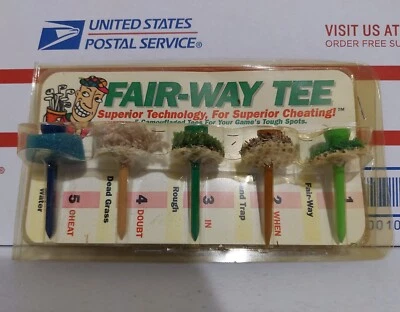 UNITED STATES
POSTAL SERVICE®
VISIT US AT
ORDER FREE SU
FAIR-WAY TEE
Superior Technology, For Superior Cheating!™
5 Camouflaged Tees For Your Game's Tough Spots.
Water
5 CHEAT
Dead Grass
4 DOUBT
Rough
3 IN
and Trap
2 WHEN
Fair-Way
1